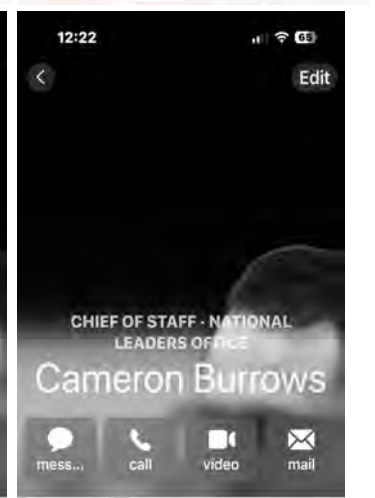 12:22
65
Edit
CHIEF OF STAFF - NATIONAL
LEADERS OFFICE
Cameron Burrows
mess...
call
video
mail